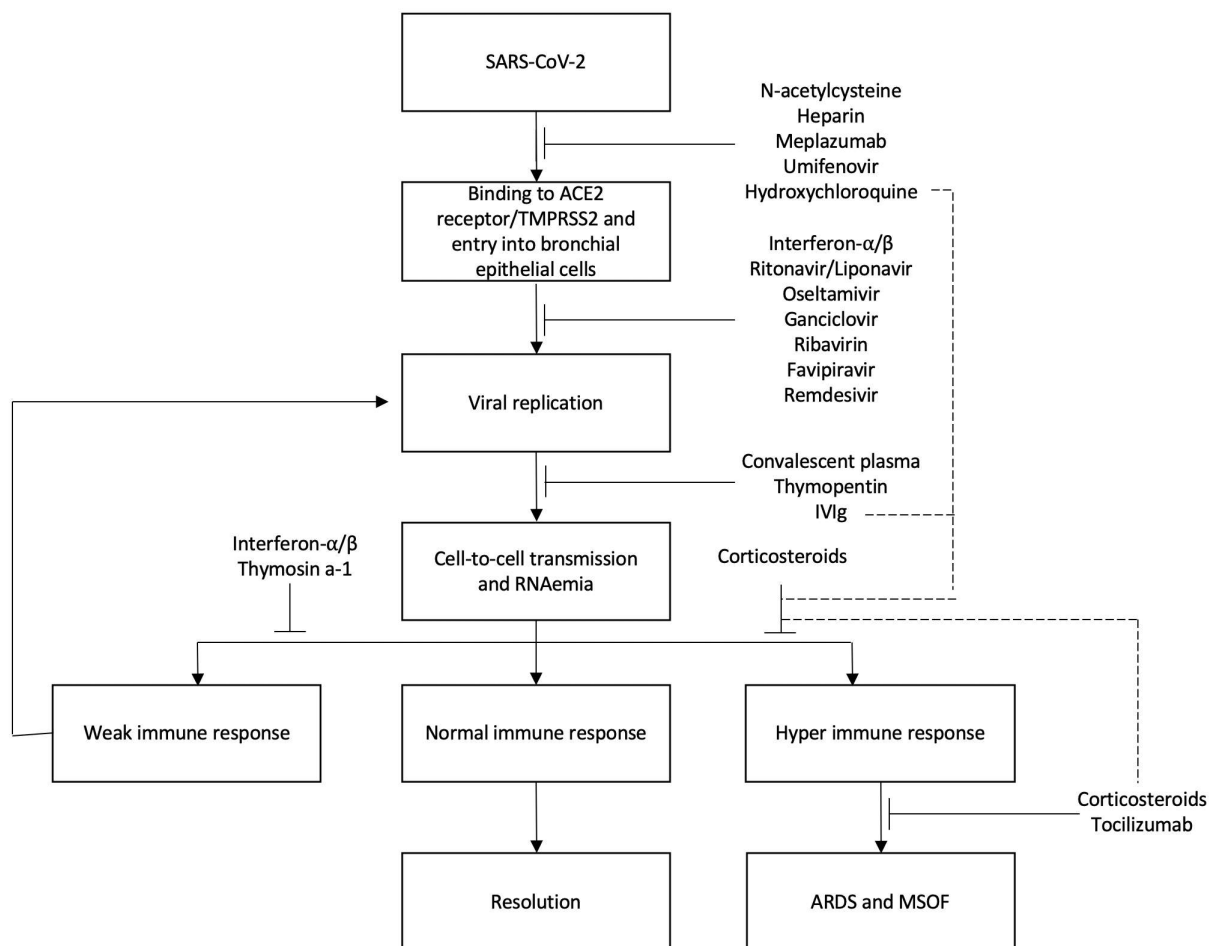 SARS-CoV-2
N-acetylcysteine
Heparin
Meplazumab
Umifenovir
Hydroxychloroquine
Binding to ACE2
receptor/TMPRSS2 and
entry into bronchial
epithelial cells
Interferon-α/β
Ritonavir/Liponavir
Oseltamivir
Ganciclovir
Ribavirin
Favipiravir
Remdesivir
Viral replication
Convalescent plasma
Thymopentin
IVIg
Interferon-α/β
Thymosin a-1
Cell-to-cell transmission
and RNAemia
Corticosteroids
Weak immune response
Normal immune response
Hyper immune response
Corticosteroids
Tocilizumab
Resolution
ARDS and MSOF